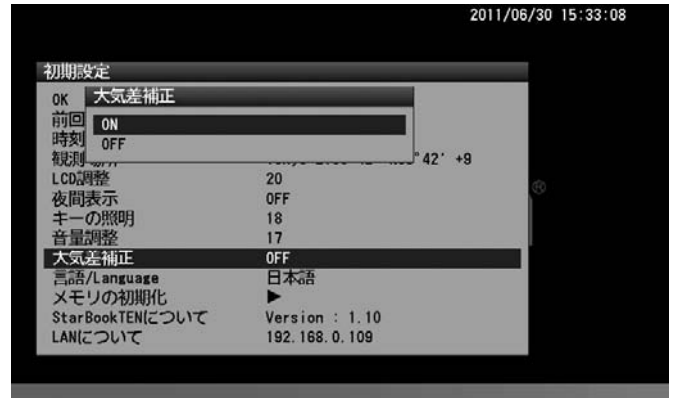 2011/06/30 15:33:08
初期設定
大気差補正
OK
ON
前回
OFF
時刻
観測
°42' +9
LCD調整 20
夜間表示 OFF
キーの照明 18
音量調整 17
大気差補正 OFF
言語/Language 日本語
メモリの初期化 ▶
StarBookTENについて Version : 1.10
LANについて 192.168.0.109
®